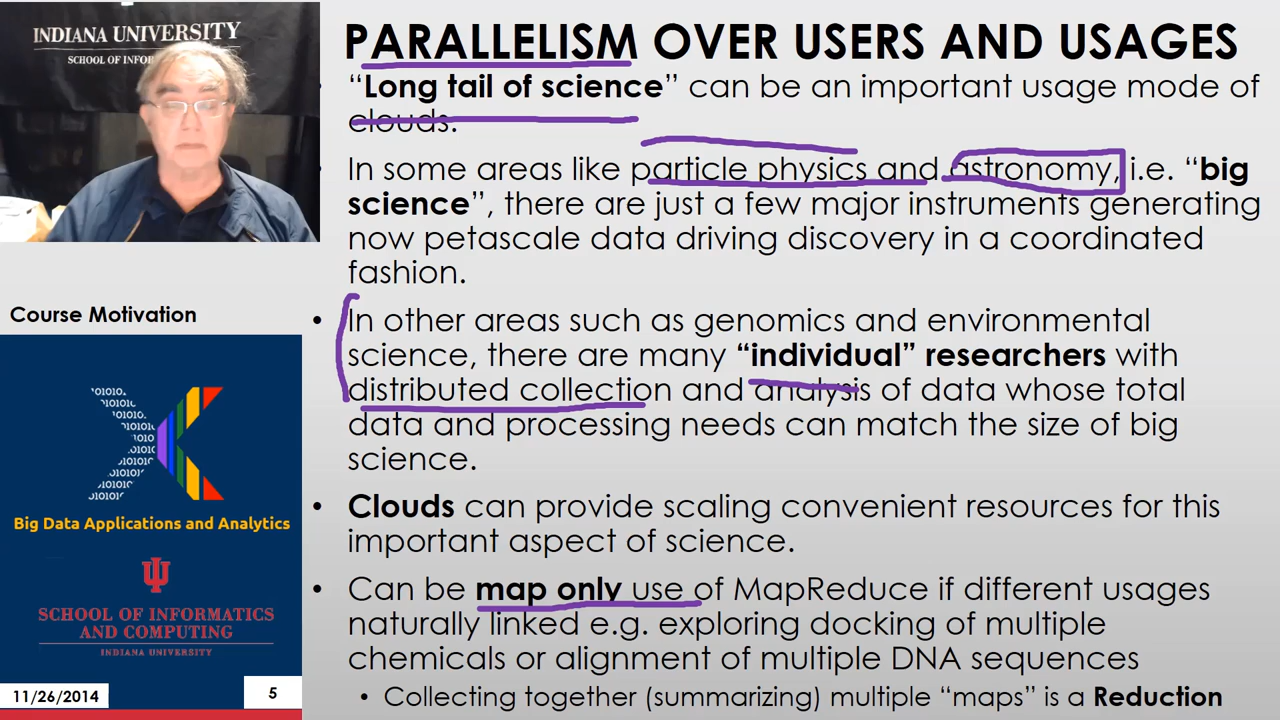 INDIANA UNIVERSITY
SCHOOL OF INFOR
PARALLELISM OVER USERS AND USAGES
• "Long tail of science" can be an important usage mode of
clouds.
• In some areas like particle physics and astronomy, i.e. "big
science", there are just a few major instruments generating
now petascale data driving discovery in a coordinated
fashion.
• In other areas such as genomics and environmental
science, there are many "individual" researchers with
distributed collection and analysis of data whose total
data and processing needs can match the size of big
science.
• Clouds can provide scaling convenient resources for this
important aspect of science.
• Can be map only use of MapReduce if different usages
naturally linked e.g. exploring docking of multiple
chemicals or alignment of multiple DNA sequences
• Collecting together (summarizing) multiple "maps" is a Reduction
Course Motivation
Big Data Applications and Analytics
SCHOOL OF INFORMATICS
AND COMPUTING
INDIANA UNIVERSITY
11/26/2014
5